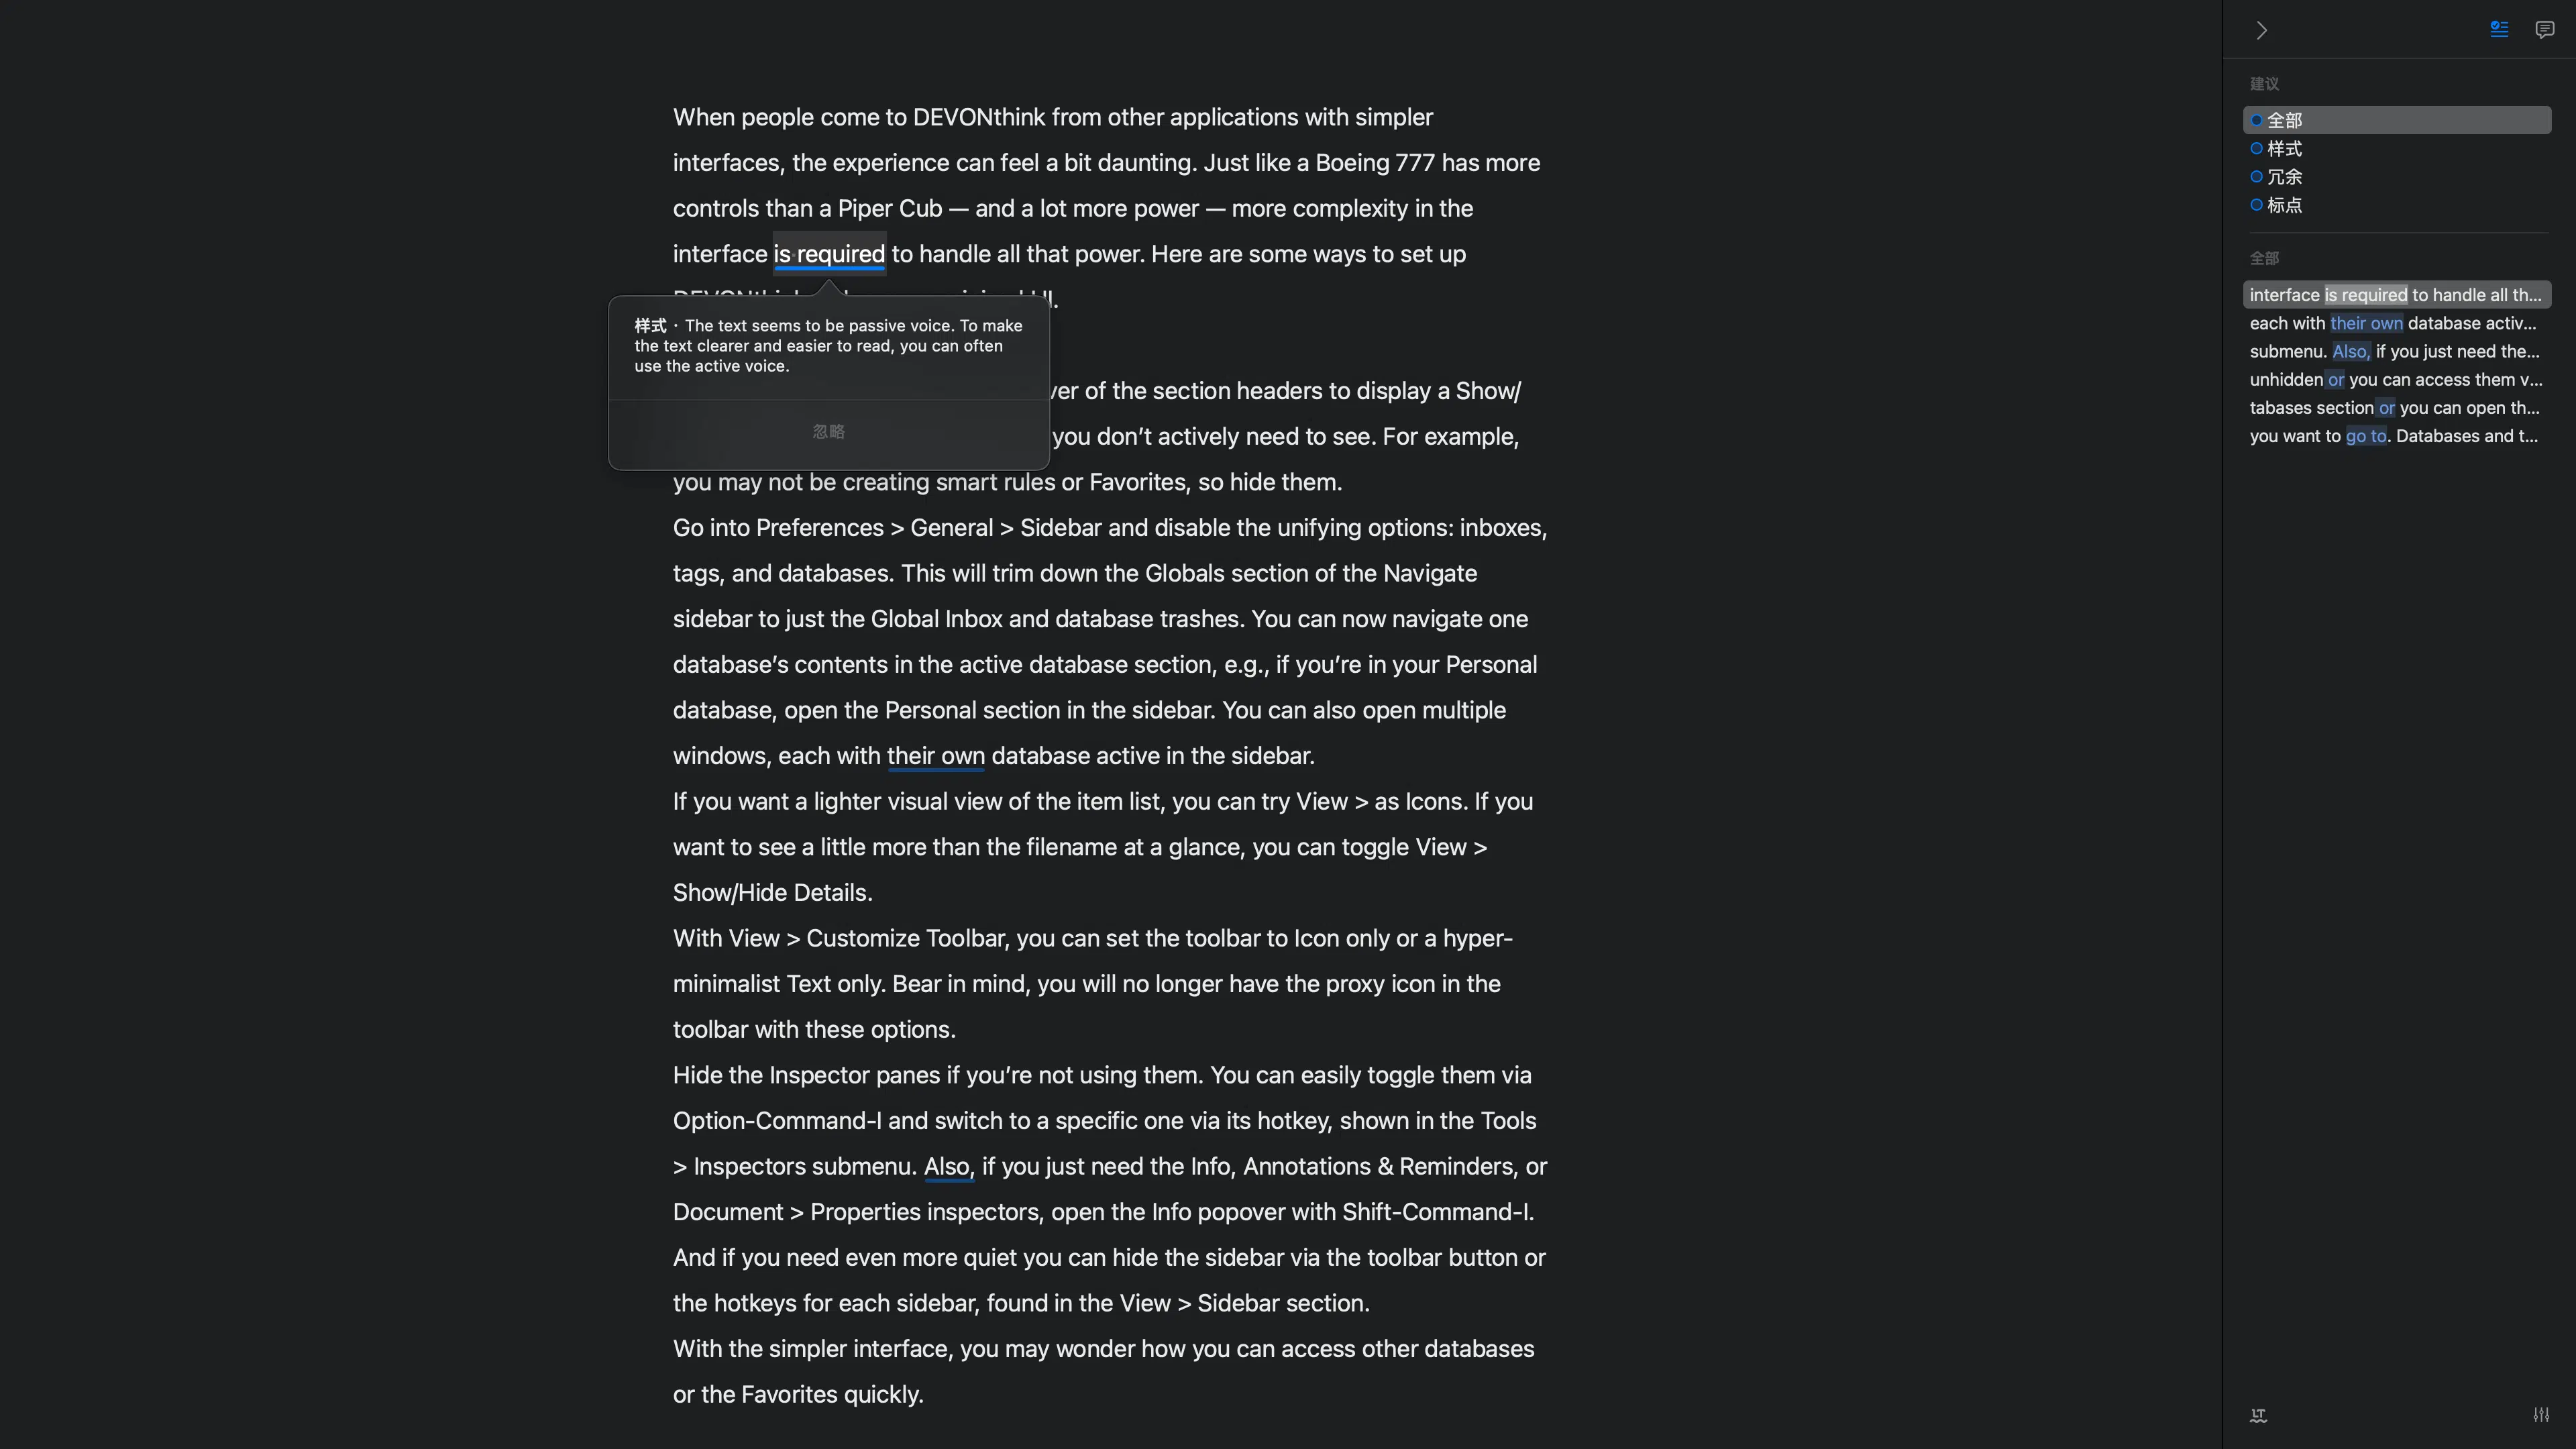 When people come to DEVONthink from other applications with simpler
interfaces, the experience can feel a bit daunting. Just like a Boeing 777 has more
controls than a Piper Cub — and a lot more power — more complexity in the
interface is·required to handle all that power. Here are some ways to set up
UI.
样式 · The text seems to be passive voice. To make
the text clearer and easier to read, you can often
use the active voice.
忽略
ver of the section headers to display a Show/
you don’t actively need to see. For example,
you may not be creating smart rules or Favorites, so hide them.
Go into Preferences > General > Sidebar and disable the unifying options: inboxes,
tags, and databases. This will trim down the Globals section of the Navigate
sidebar to just the Global Inbox and database trashes. You can now navigate one
database’s contents in the active database section, e.g., if you’re in your Personal
database, open the Personal section in the sidebar. You can also open multiple
windows, each with their own database active in the sidebar.
If you want a lighter visual view of the item list, you can try View > as Icons. If you
want to see a little more than the filename at a glance, you can toggle View >
Show/Hide Details.
With View > Customize Toolbar, you can set the toolbar to Icon only or a hyper-
minimalist Text only. Bear in mind, you will no longer have the proxy icon in the
toolbar with these options.
Hide the Inspector panes if you’re not using them. You can easily toggle them via
Option-Command-I and switch to a specific one via its hotkey, shown in the Tools
> Inspectors submenu. Also, if you just need the Info, Annotations & Reminders, or
Document > Properties inspectors, open the Info popover with Shift-Command-I.
And if you need even more quiet you can hide the sidebar via the toolbar button or
the hotkeys for each sidebar, found in the View > Sidebar section.
With the simpler interface, you may wonder how you can access other databases
or the Favorites quickly.
建议
全部
样式
冗余
标点
全部
interface is required to handle all th...
each with their own database activ...
submenu. Also, if you just need the...
unhidden or you can access them v...
tabases section or you can open th...
you want to go to. Databases and t...
LT